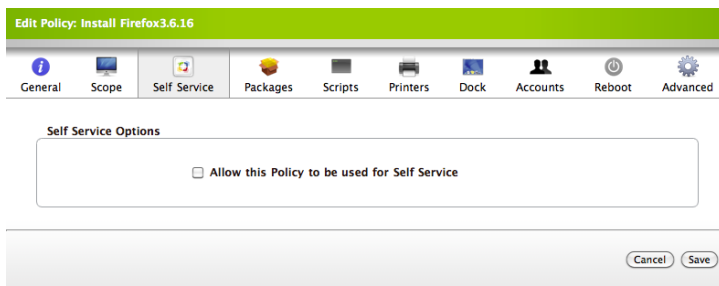 Edit Policy: Install Firefox3.6.16
General Scope Self Service Packages Scripts Printers Dock Accounts Reboot Advanced
Self Service Options
Allow this Policy to be used for Self Service
Cancel Save